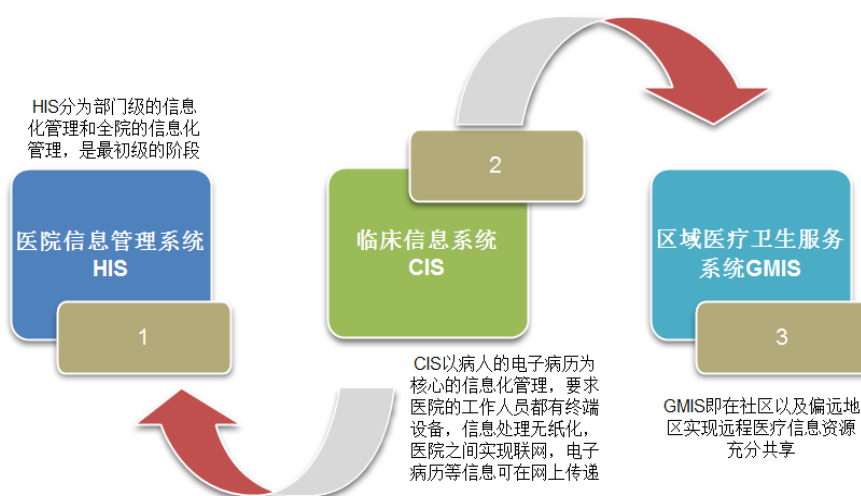 HIS分为部门级的信息
化管理和全院的信息化
管理，是最初级的阶段
医院信息管理系统
HIS
1
2
临床信息系统
CIS
CIS以病人的电子病历为
核心的信息化管理，要求
医院的工作人员都有终端
设备，信息处理无纸化，
医院之间实现联网，电子
病历等信息可在网上传递
区域医疗卫生服务
系统GMIS
3
GMIS即在社区以及偏远地
区实现远程医疗信息资源
充分共享